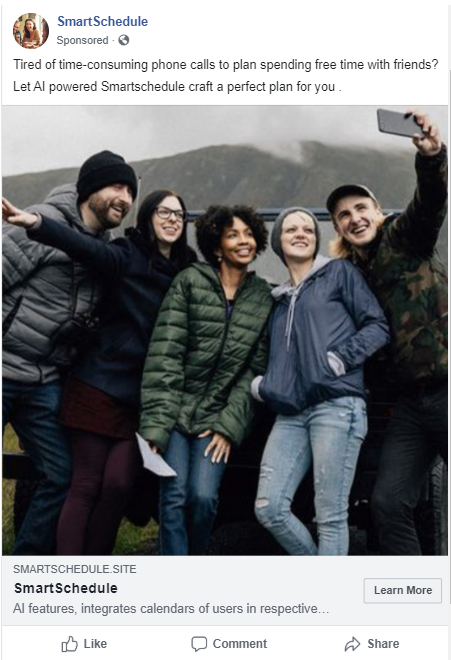 SmartSchedule
Sponsored ·
Tired of time-consuming phone calls to plan spending free time with friends?
Let AI powered Smartschedule craft a perfect plan for you .
SMARTSCHEDULE.SITE
SmartSchedule
Learn More
AI features, integrates calendars of users in respective...
Like Comment Share